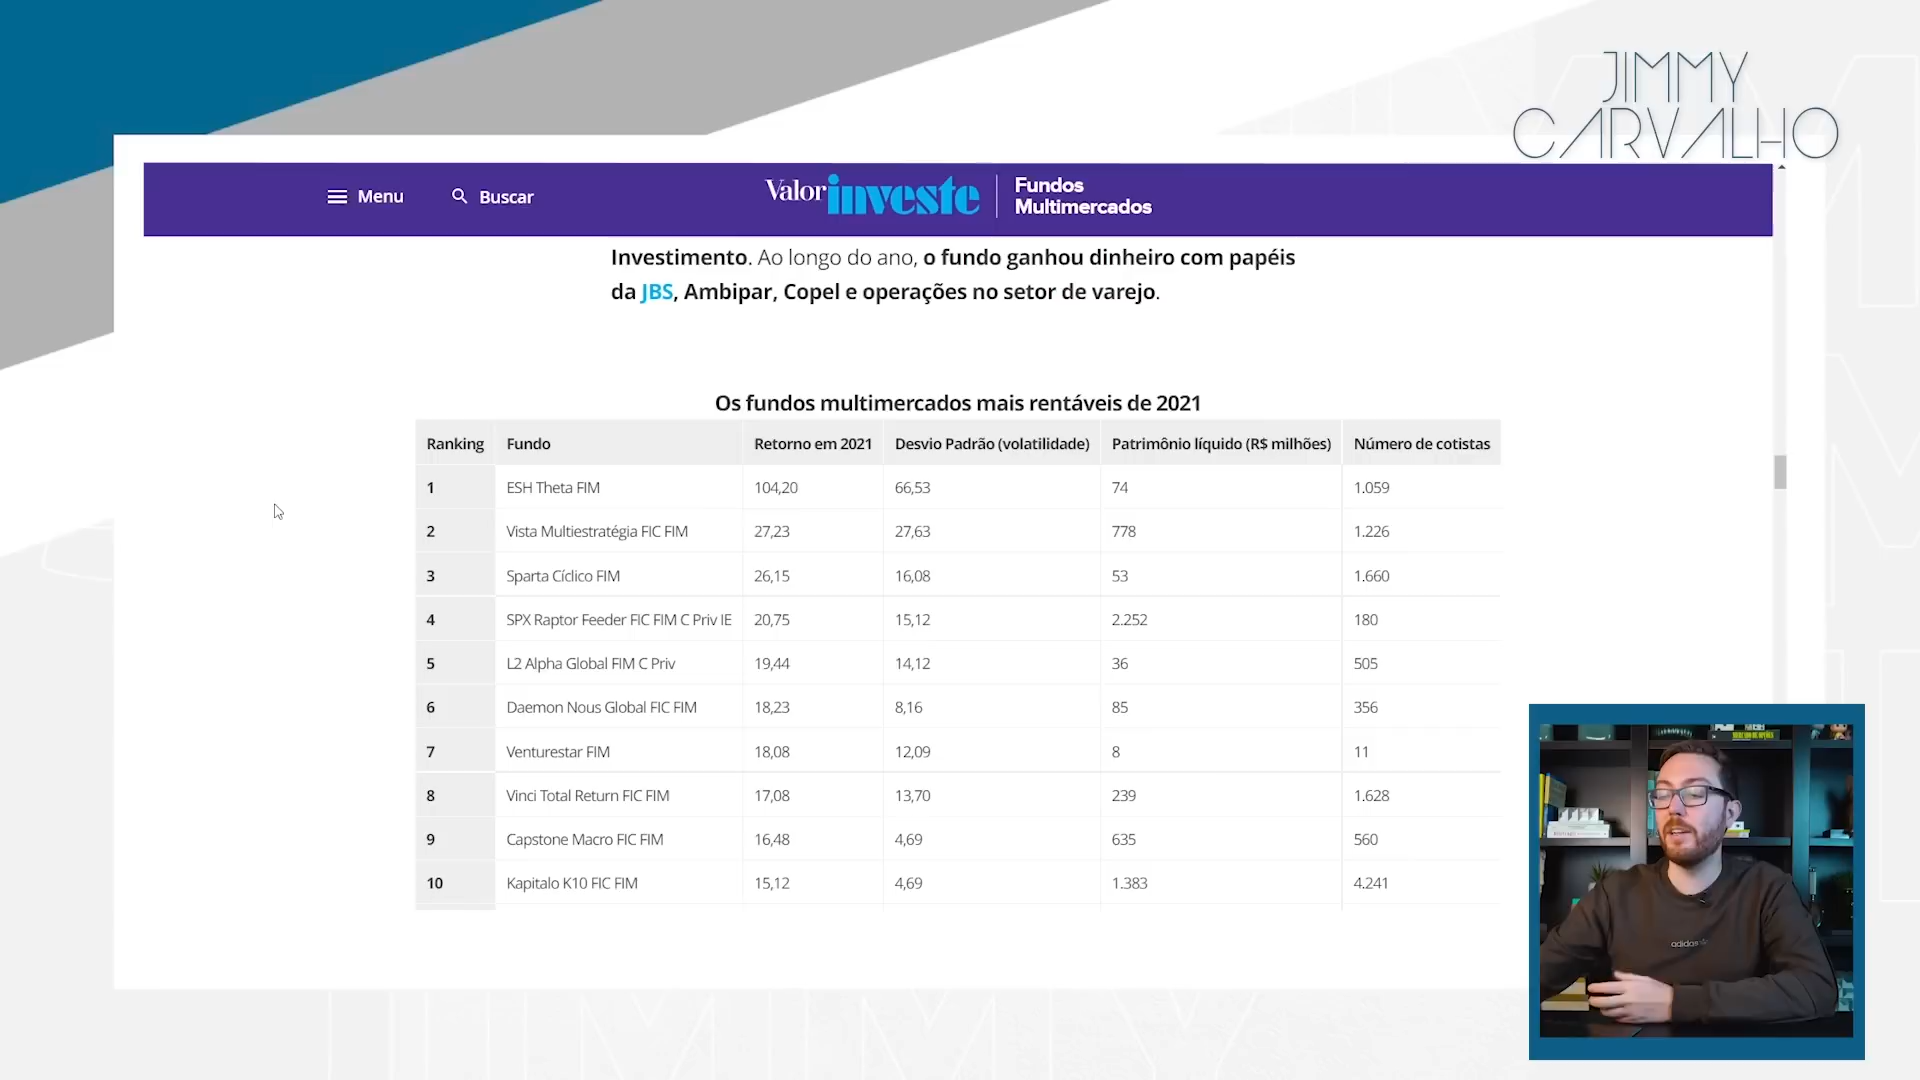 JIMMY
CARVALHO
Menu
Buscar
Valor investe
Fundos
Multimercados
Investimento. Ao longo do ano, o fundo ganhou dinheiro com papéis
da JBS, Ambipar, Copel e operações no setor de varejo.
Os fundos multimercados mais rentáveis de 2021
Ranking Fundo Retorno em 2021 Desvio Padrão (volatilidade) Patrimônio líquido (R$ milhões) Número de cotistas
1 ESH Theta FIM 104,20 66,53 74 1.059
2 Vista Multiestratégia FIC FIM 27,23 27,63 778 1.226
3 Sparta Cíclico FIM 26,15 16,08 53 1.660
4 SPX Raptor Feeder FIC FIM C Priv IE 20,75 15,12 2.252 180
5 L2 Alpha Global FIM C Priv 19,44 14,12 36 505
6 Daemon Nous Global FIC FIM 18,23 8,16 85 356
7 Venturestar FIM 18,08 12,09 8 11
8 Vinci Total Return FIC FIM 17,08 13,70 239 1.628
9 Capstone Macro FIC FIM 16,48 4,69 635 560
10 Kapitalo K10 FIC FIM 15,12 4,69 1.383 4.241
adidas